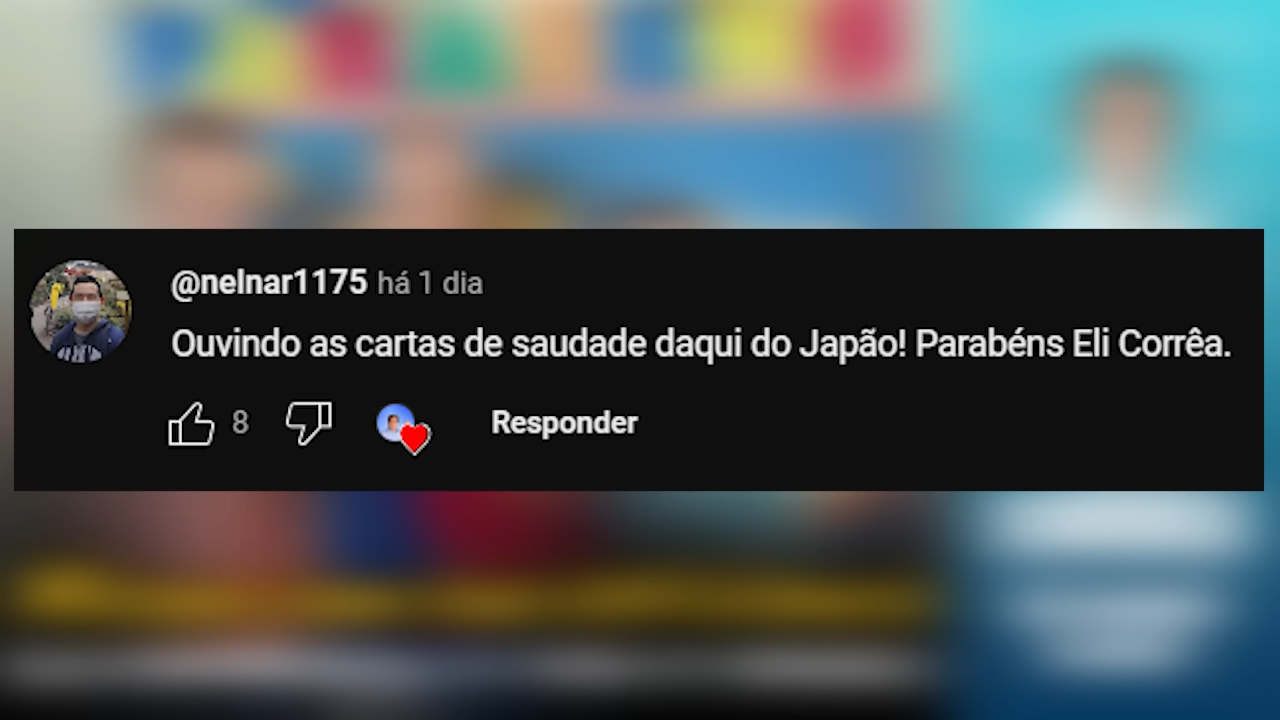 @nelnar1175 há 1 dia
Ouvindo as cartas de saudade daqui do Japão! Parabéns Eli Corrêa.
8 Responder